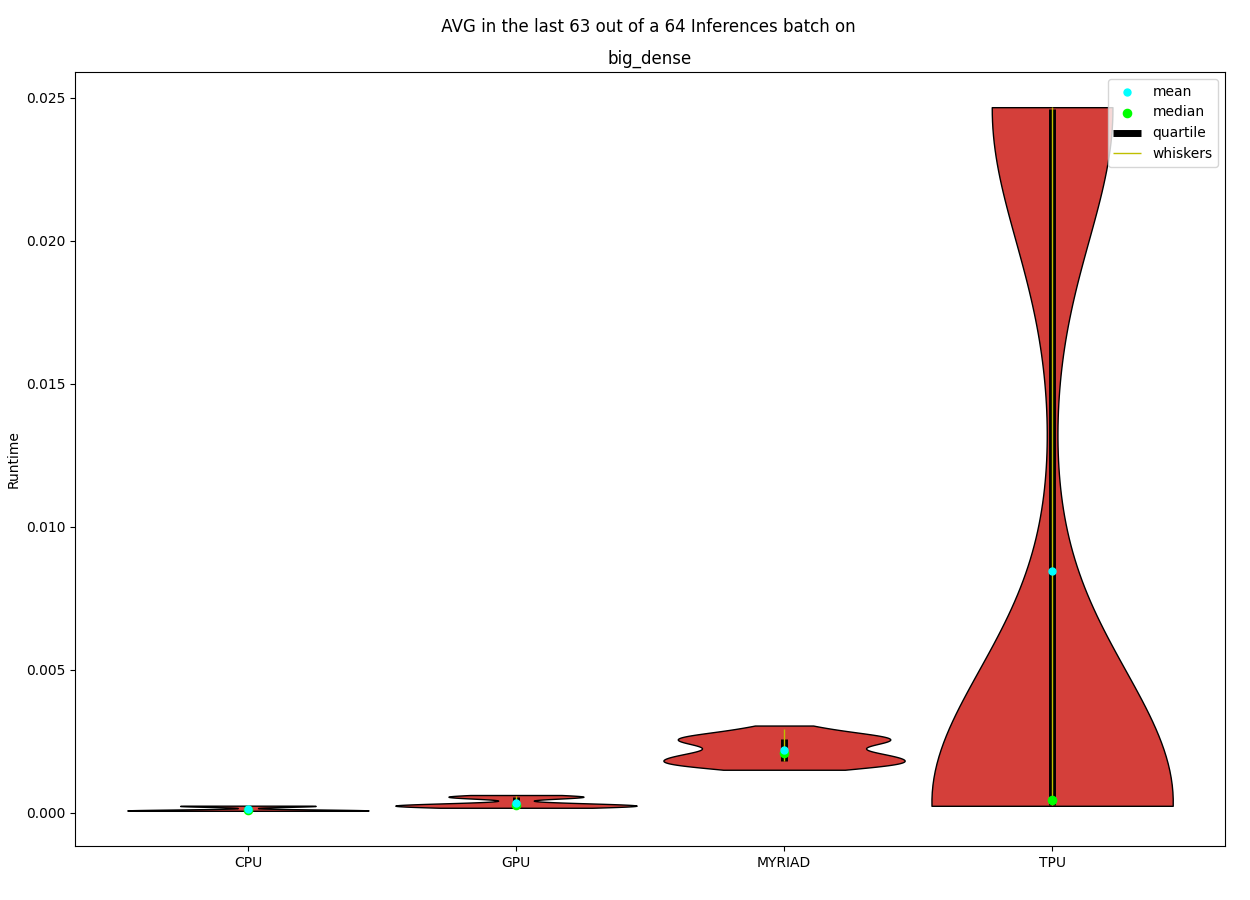 AVG in the last 63 out of a 64 Inferences batch on
big_dense
0.025
0.020
0.015
0.010
0.005
0.000
Runtime
mean
median
quartile
whiskers
CPU
GPU
MYRIAD
TPU